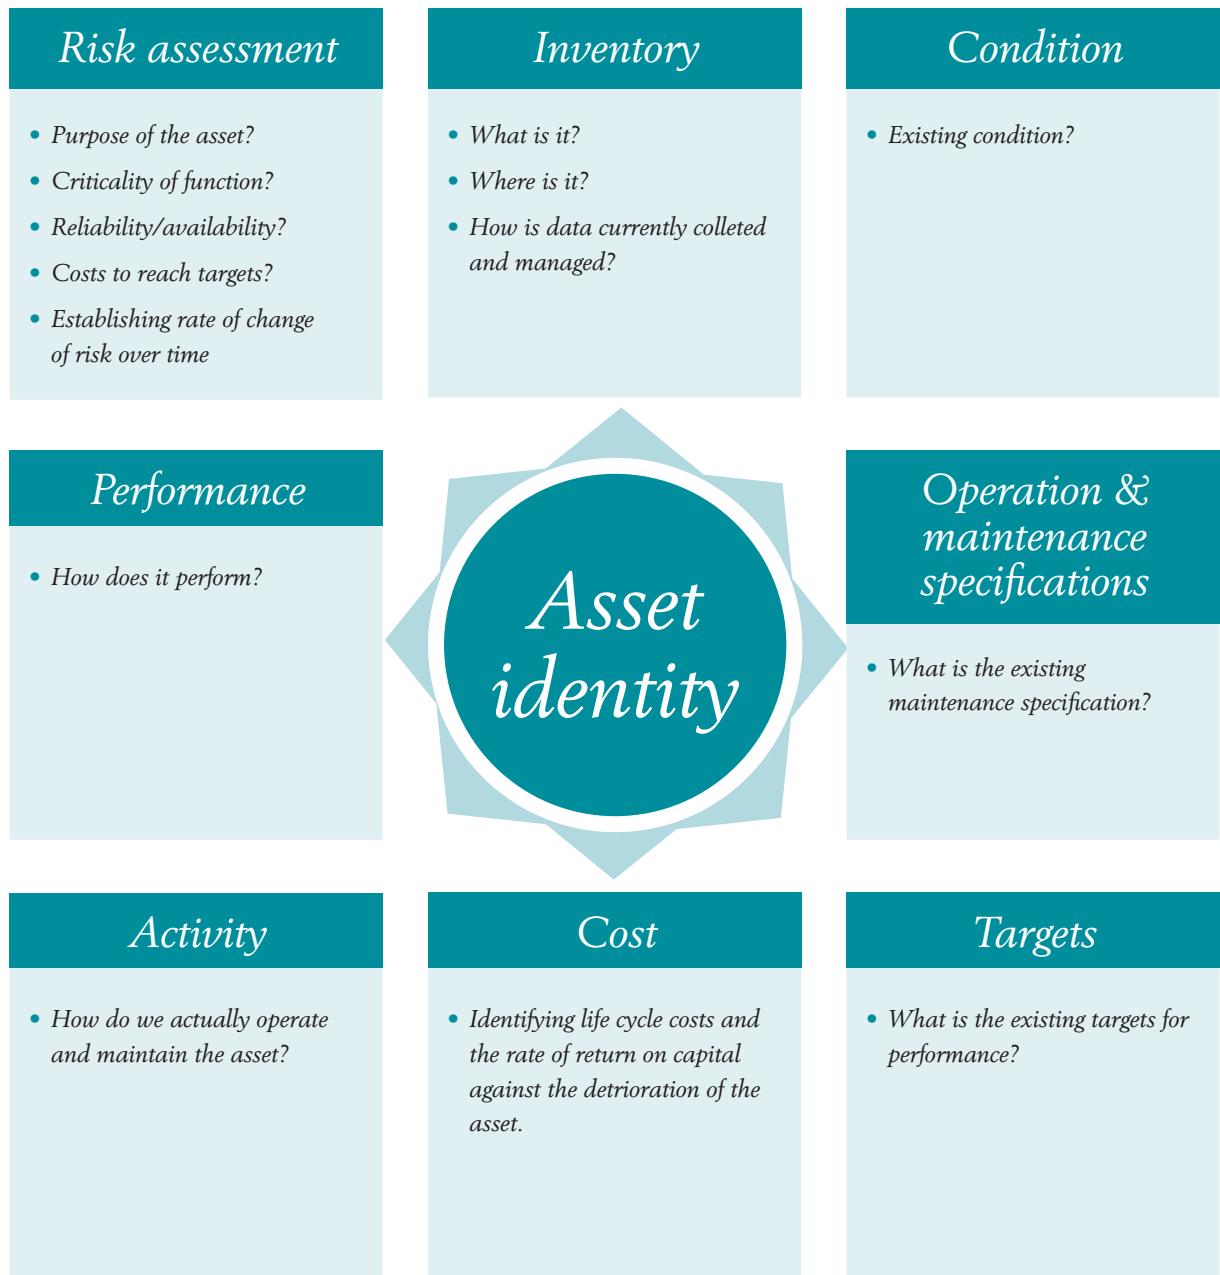 Risk assessment
• Purpose of the asset?
• Criticality of function?
• Reliability/availability?
• Costs to reach targets?
• Establishing rate of change
of risk over time
Inventory
• What is it?
• Where is it?
• How is data currently colleted
and managed?
Condition
• Existing condition?
Performance
• How does it perform?
Asset
identity
Operation &
maintenance
specifications
• What is the existing
maintenance specification?
Activity
• How do we actually operate
and maintain the asset?
Cost
• Identifying life cycle costs and
the rate of return on capital
against the detrioration of the
asset.
Targets
• What is the existing targets for
performance?